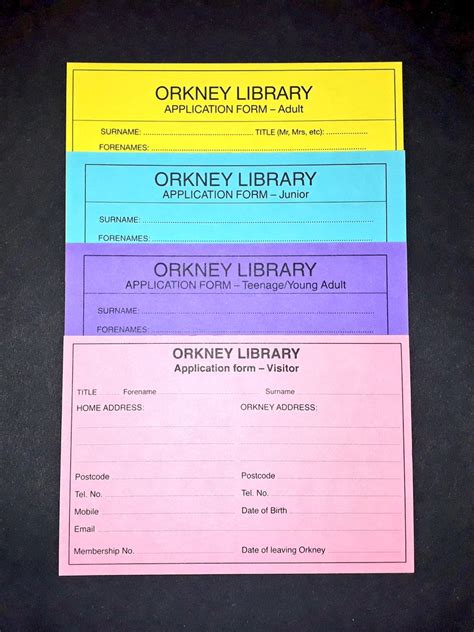 ORKNEY LIBRARY
APPLICATION FORM – Adult
SURNAME: TITLE (Mr, Mrs, etc):
FORENAMES:
ORKNEY LIBRARY
APPLICATION FORM – Junior
SURNAME:
FORENAMES:
ORKNEY LIBRARY
APPLICATION FORM – Teenage/Young Adult
SURNAME:
FORENAMES:
ORKNEY LIBRARY
Application form – Visitor
TITLE Forename Surname
HOME ADDRESS: ORKNEY ADDRESS:
Postcode Postcode
Tel. No. Tel. No.
Mobile Date of Birth
Email
Membership No. Date of leaving Orkney